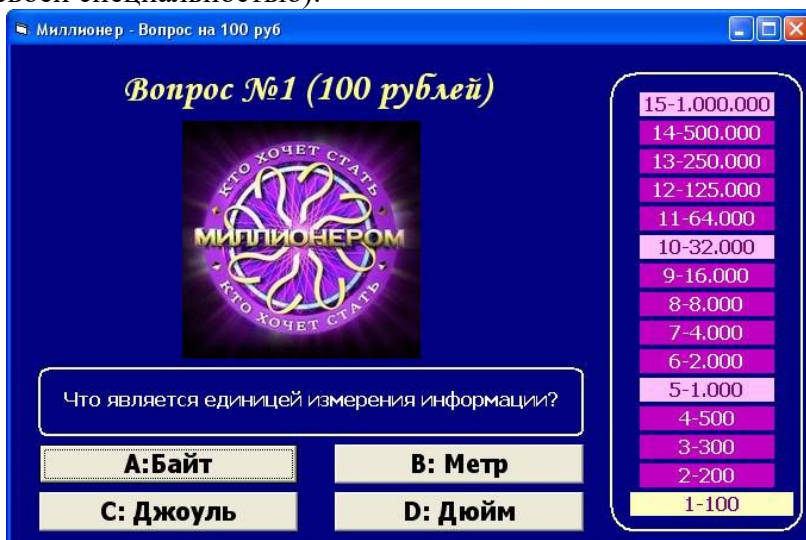 своей специальностью).
Миллионер - Вопрос на 100 руб
Вопрос №1 (100 рублей)
КТО ХОЧЕТ СТАТЬ
МИЛЛИОНЕРОМ
КТО ХОЧЕТ СТАТЬ
Что является единицей измерения информации?
A:Байт
B: Метр
C: Джоуль
D: Дюйм
15-1.000.000
14-500.000
13-250.000
12-125.000
11-64.000
10-32.000
9-16.000
8-8.000
7-4.000
6-2.000
5-1.000
4-500
3-300
2-200
1-100